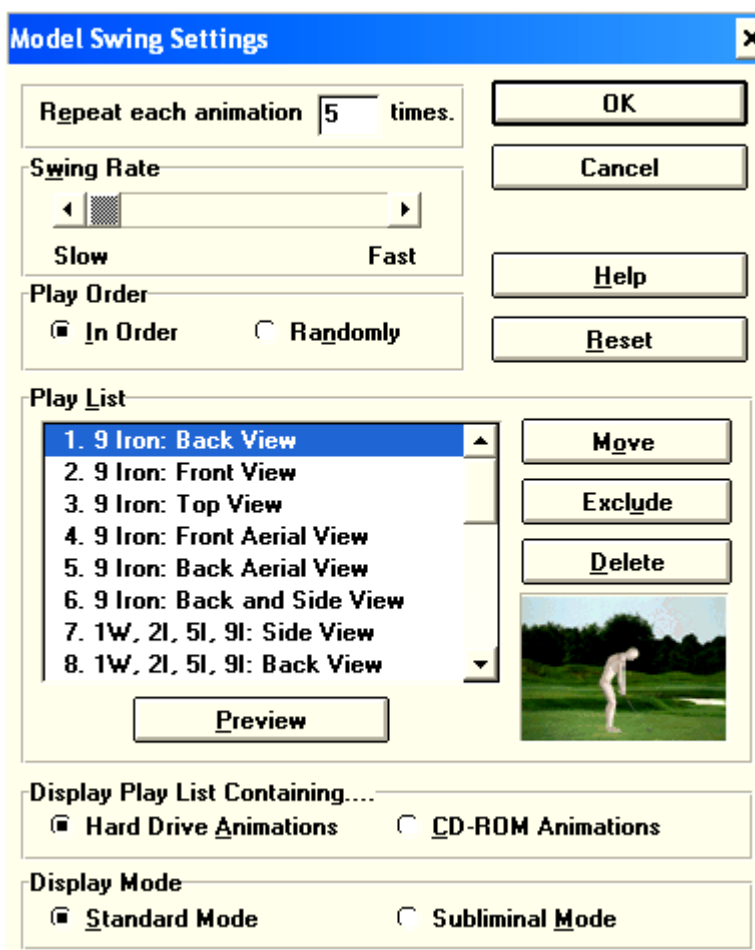 Model Swing Settings
Repeat each animation 5 times.
OK
Swing Rate
Cancel
Slow Fast
Help
Play Order
In Order Randomly
Reset
Play List
1. 9 Iron: Back View
2. 9 Iron: Front View
3. 9 Iron: Top View
4. 9 Iron: Front Aerial View
5. 9 Iron: Back Aerial View
6. 9 Iron: Back and Side View
7. 1W, 2I, 5I, 9I: Side View
8. 1W, 2I, 5I, 9I: Back View
Move
Exclude
Delete
Preview
Display Play List Containing....
Hard Drive Animations CD-ROM Animations
Display Mode
Standard Mode Subliminal Mode